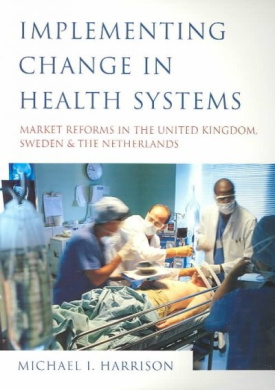 IMPLEMENTING
CHANGE IN
HEALTH SYSTEMS
MARKET REFORMS IN THE UNITED KINGDOM,
SWEDEN & THE NETHERLANDS
MICHAEL I. HARRISON